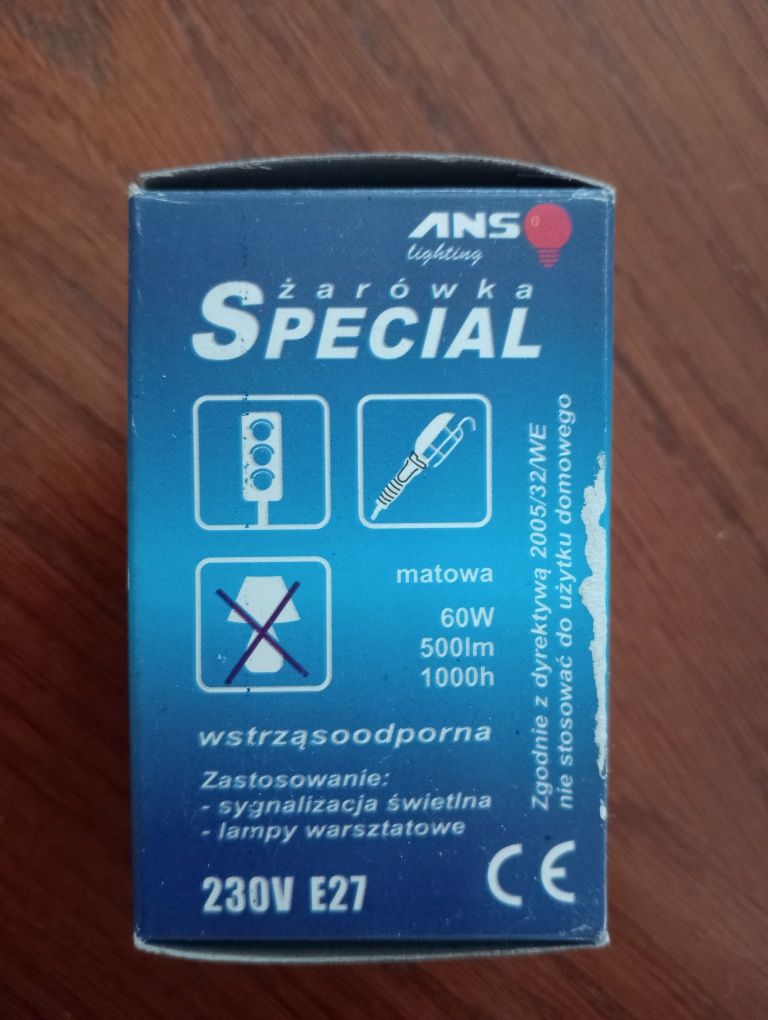 ANS
lighting
żarówka
SPECIAL
matowa
60W
500lm
1000h
wstrząsoodporna
Zastosowanie:
- sygnalizacja świetlna
- lampy warsztatowe
230V E27
CE
Zgodnie z dyrektywą 2005/32/WE
nie stosować do użytku domowego